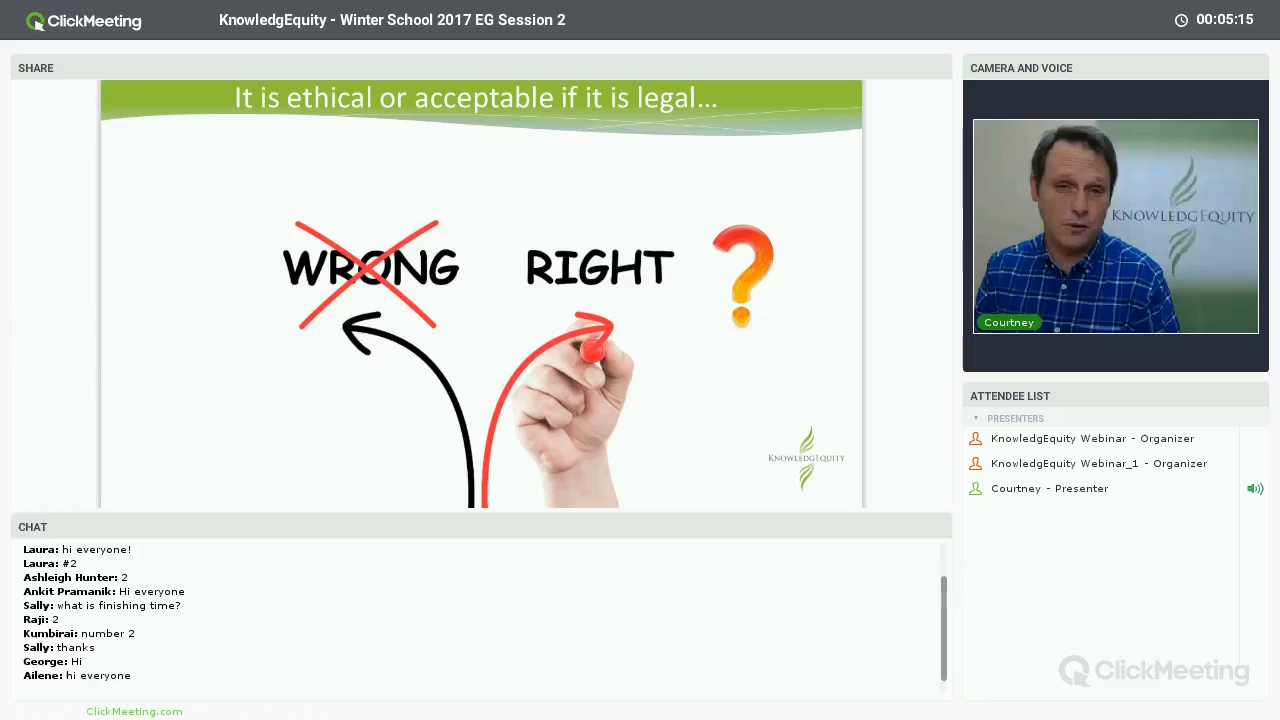 ClickMeeting
KnowledgEquity - Winter School 2017 EG Session 2
00:05:15
SHARE
It is ethical or acceptable if it is legal...
WRONG RIGHT ?
KNOWLEDGEQUITY
CAMERA AND VOICE
KNOWLEDGEQUITY
Courtney
ATTENDEE LIST
PRESENTERS
KnowledgEquity Webinar - Organizer
KnowledgEquity Webinar_1 - Organizer
Courtney - Presenter
CHAT
Laura: hi everyone!
Laura: #2
Ashleigh Hunter: 2
Ankit Pramanik: Hi everyone
Sally: what is finishing time?
Raji: 2
Kumbirai: number 2
Sally: thanks
George: Hi
Ailene: hi everyone
ClickMeeting
ClickMeeting.com